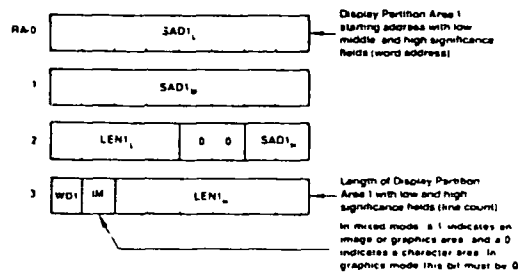 Display Partition Area 1
starting address with low
middle and high significance
fields (word address)
RA-0 SAD1L
1 SAD1M
2 LEN1L 0 0 SAD1H
3 WD1 IM LEN1H
Length of Display Partition
Area 1 with low and high
significance fields (line count)
In mixed mode a 1 indicates an
image or graphics area and a 0
indicates a character area. In
graphics mode this bit must be 0